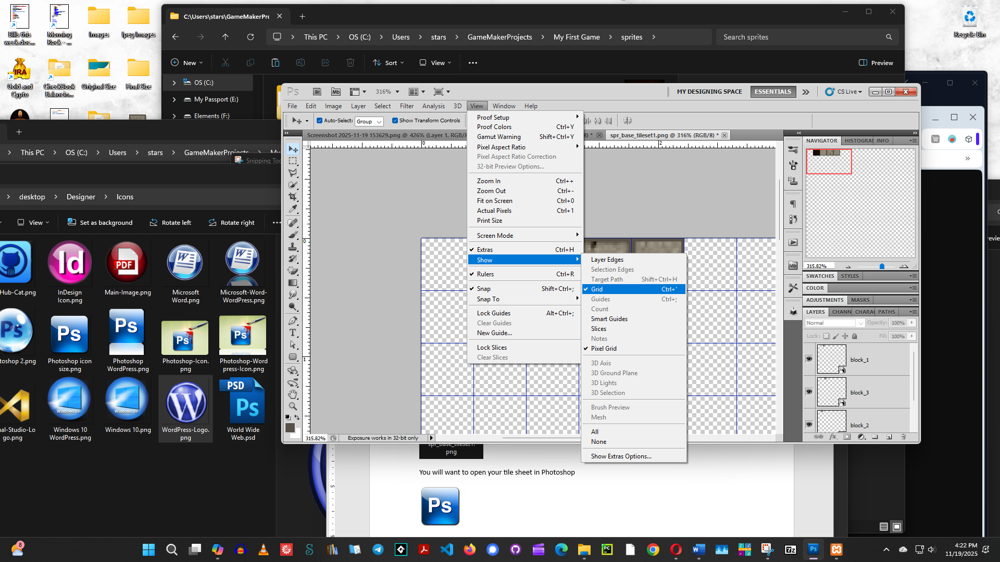 Bills this
week.doc...
Morning
Rock - ...
Images
Jpeg Images
Gold and
Cypto
CheckBook
Balancin...
Original Size
Final Size
Recycle Bin
C:\Users\stars\GameMakerPro
This PC
OS (C:)
Users
stars
GameMakerProjects
My First Game
sprites
Search sprites
New
Sort
View
Preview
OS (C:)
My Passport (E:)
Elements (F:)
This PC
OS (C:)
Users
stars
GameMakerProjects
Snipping Too
desktop
Designer
Icons
View
Set as background
Rotate left
Rotate right
Hub-Cat.png
InDesign
Icon.png
Main-Image.png
Microsoft
Word.png
Microsoft-Word-
WordPress.png
toshop 2.png
Photoshop icon
size.png
Photoshop
WordPress.png
Photoshop-Icon.
png
Photoshop-Word
press-Icon.png
al-Studio-Lo
go.png
Windows 10
WordPress.png
Windows 10.png
WordPress-Logo.
png
World Wide
Web.psd
Ps
Br
Mb
316%
MY DESIGNING SPACE
ESSENTIALS
CS Live
File Edit Image Layer Select Filter Analysis 3D View Window Help
Auto-Select:
Group
Show Transform Controls
Screenshot 2025-11-19 153629.png @ 426% (Layer 1, RGB/8
spr_base_tileset1.png @ 316% (RGB/8) *
Proof Setup
Proof Colors Ctrl+Y
Gamut Warning Shift+Ctrl+Y
Pixel Aspect Ratio
Pixel Aspect Ratio Correction
32-bit Preview Options...
Zoom In Ctrl++
Zoom Out Ctrl+-
Fit on Screen Ctrl+0
Actual Pixels Ctrl+1
Print Size
Screen Mode
Extras Ctrl+H
Show
Rulers Ctrl+R
Snap Shift+Ctrl+;
Snap To
Lock Guides Alt+Ctrl+;
Clear Guides
New Guide...
Lock Slices
Clear Slices
Layer Edges
Selection Edges
Target Path Shift+Ctrl+H
Grid Ctrl+'
Guides Ctrl+;
Count
Smart Guides
Slices
Notes
Pixel Grid
3D Axis
3D Ground Plane
3D Lights
3D Selection
Brush Preview
Mesh
All
None
Show Extras Options...
NAVIGATOR
HISTOGRAM
INFO
315.82%
SWATCHES
STYLES
COLOR
ADJUSTMENTS
MASKS
LAYERS
CHANN
CHARAC
PATHS
Normal
Opacity: 100%
Lock:
Fill: 100%
block_1
block_3
block_2
315.82%
Exposure works in 32-bit only
spr_base_tileset1.
png
You will want to open your tile sheet in Photoshop
Ps
4:22 PM
11/19/2025